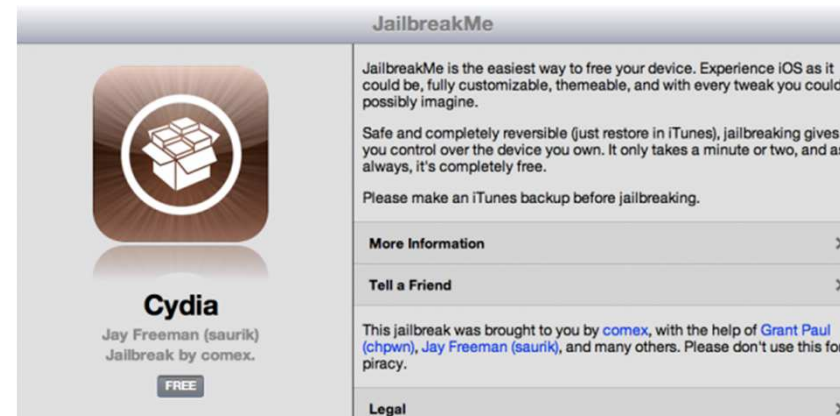 JailbreakMe
Cydia
Jay Freeman (saurik)
Jailbreak by comex.
FREE
JailbreakMe is the easiest way to free your device. Experience iOS as it
could be, fully customizable, themeable, and with every tweak you could
possibly imagine.
Safe and completely reversible (just restore in iTunes), jailbreaking gives
you control over the device you own. It only takes a minute or two, and as
always, it's completely free.
Please make an iTunes backup before jailbreaking.
More Information
Tell a Friend
This jailbreak was brought to you by comex, with the help of Grant Paul
(chpwn), Jay Freeman (saurik), and many others. Please don't use this for
piracy.
Legal